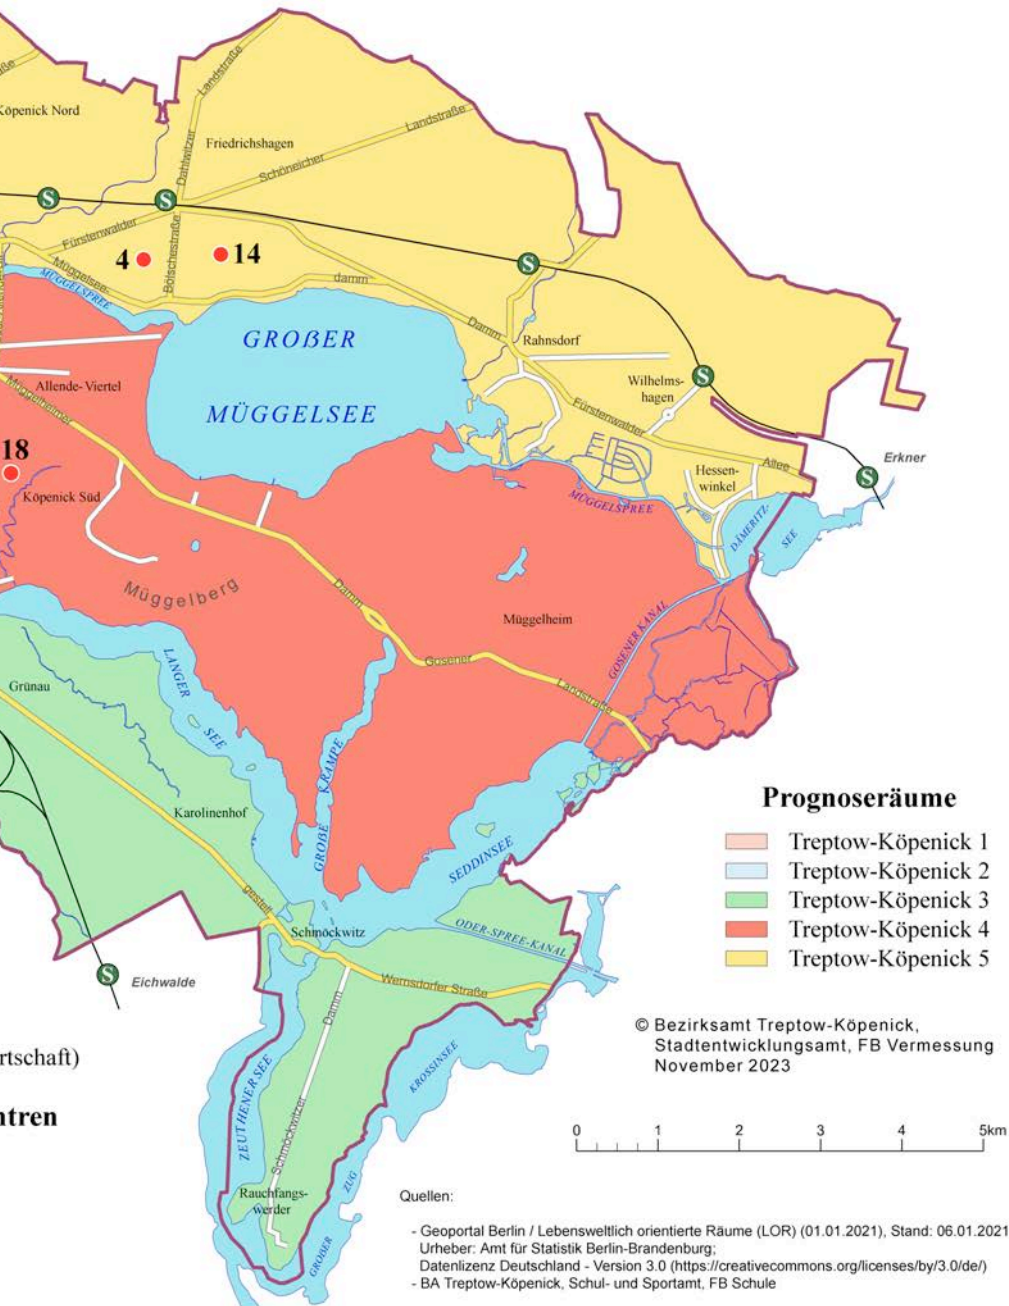 Köpenick Nord
Landstraße
Dahlwitzer
Friedrichshagen
Landstraße
Schöneicher
S
S
Fürstenwalder
4
14
Bölschestraße
Müggelsee-
damm
MÜGGELSPREE
S
GROßER
MÜGGELSEE
Damm
Rahnsdorf
Wilhelms-
hagen
S
Allende-Viertel
Müggelheimer
Fürstenwalder
Allee
Erkner
S
18
Köpenick Süd
Hessen-
winkel
MÜGGELSPREE
DÄMERITZ-
SEE
Müggelberg
Damm
Müggelheim
GOSENER KANAL
Gosener
Landstraße
LANGER
SEE
Grünau
GROßE KRAMPE
Karolinenhof
SEDDINSEE
gestell
Schmöckwitz
ODER-SPREE-KANAL
Wernsdorfer Straße
S
Eichwalde
Damm
Schmöckwitzer
ZEUTHENER SEE
KROSSINSEE
Rauchfangs-
werder
GROßER
ZUG
Prognoseräume
Treptow-Köpenick 1
Treptow-Köpenick 2
Treptow-Köpenick 3
Treptow-Köpenick 4
Treptow-Köpenick 5
© Bezirksamt Treptow-Köpenick,
Stadtentwicklungsamt, FB Vermessung
November 2023
rtschaft)
ntren
0 1 2 3 4 5km
Quellen:
- Geoportal Berlin / Lebensweltlich orientierte Räume (LOR) (01.01.2021), Stand: 06.01.2021
Urheber: Amt für Statistik Berlin-Brandenburg;
Datenlizenz Deutschland - Version 3.0 (https://creativecommons.org/licenses/by/3.0/de/)
- BA Treptow-Köpenick, Schul- und Sportamt, FB Schule